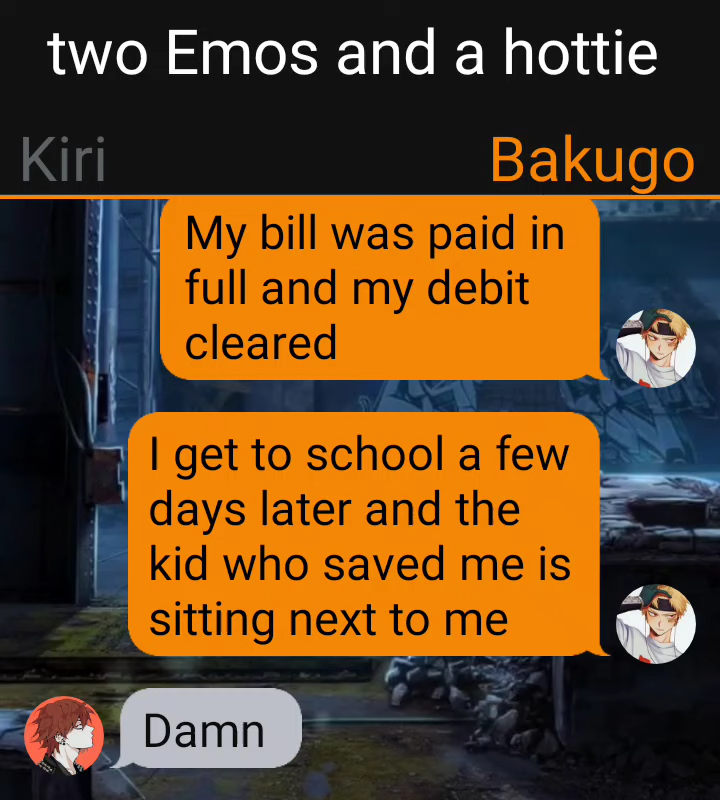 two Emos and a hottie
Kiri
Bakugo
My bill was paid in
full and my debit
cleared
I get to school a few
days later and the
kid who saved me is
sitting next to me
Damn